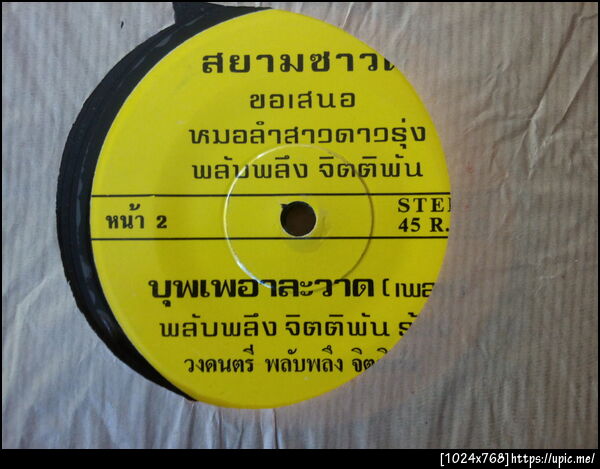 สยามซาวด์
ขอเสนอ
หมอลำสาวดาวรุ่ง
พลับพลึง จิตติพัน
หน้า 2
STE
45 R.
บุพเพอาละวาด (เพล
พลับพลึง จิตติพัน
วงดนตรี พลับพลึง
[1024x768]https://upic.me/